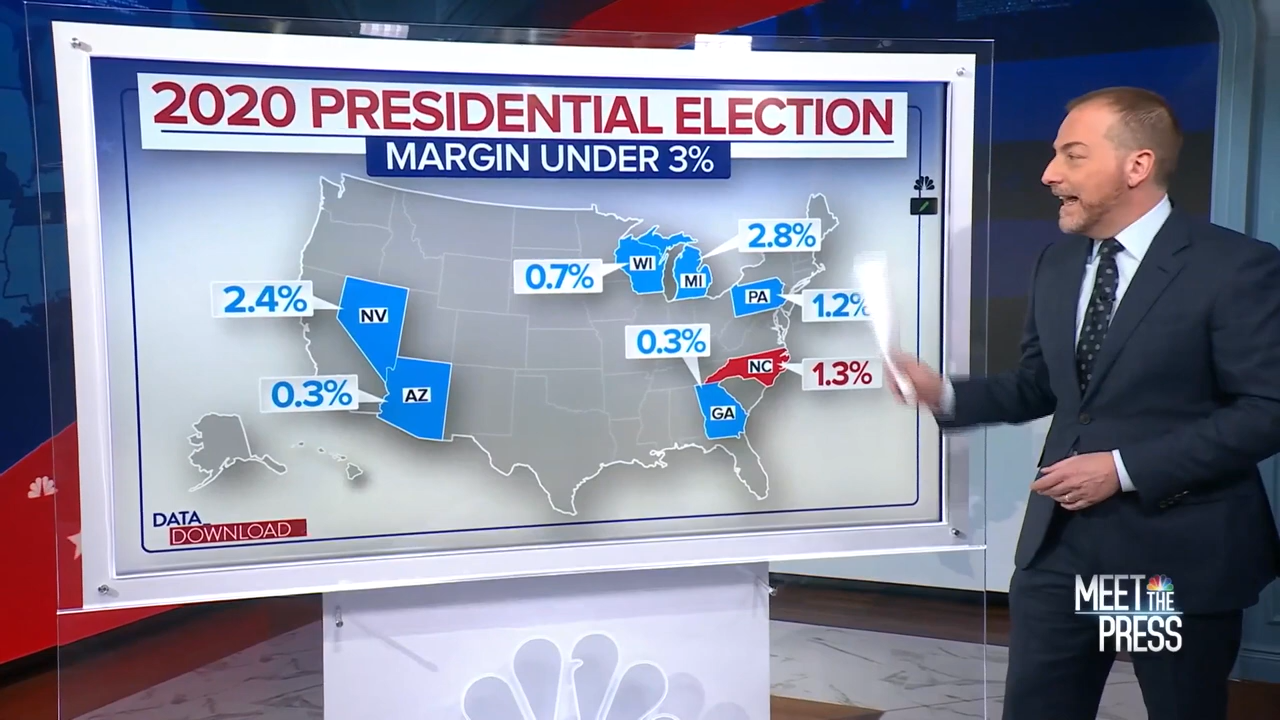 2020 PRESIDENTIAL ELECTION
MARGIN UNDER 3%
2.8%
WI
0.7%
MI
2.4%
PA
1.2%
NV
0.3%
NC
1.3%
0.3%
AZ
GA
DATA
DOWNLOAD
MEET
THE
PRESS